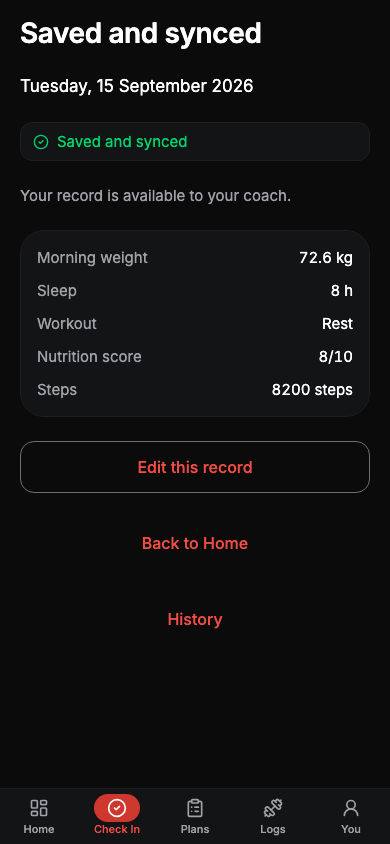 Saved and synced
Tuesday, 15 September 2026
Saved and synced
Your record is available to your coach.
Morning weight 72.6 kg
Sleep 8 h
Workout Rest
Nutrition score 8/10
Steps 8200 steps
Edit this record
Back to Home
History
Home Check In Plans Logs You